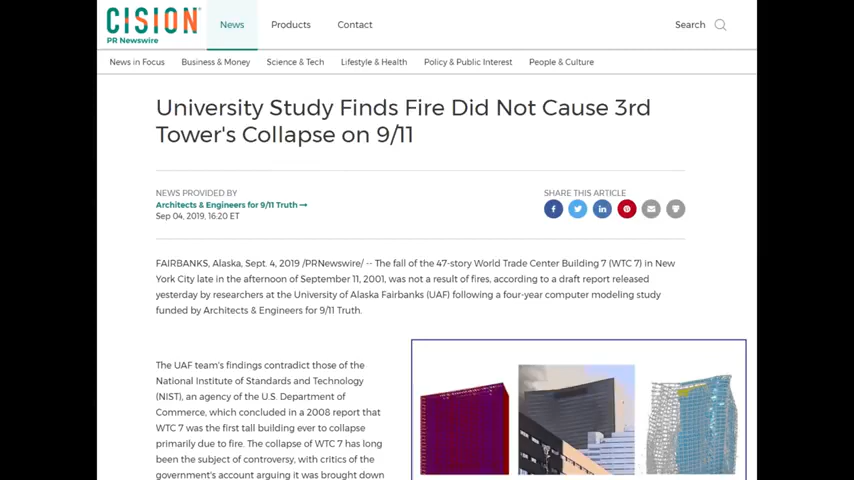 CISION
PR Newswire
News
Products
Contact
Search
News in Focus
Business & Money
Science & Tech
Lifestyle & Health
Policy & Public Interest
People & Culture
University Study Finds Fire Did Not Cause 3rd
Tower's Collapse on 9/11
NEWS PROVIDED BY
Architects & Engineers for 9/11 Truth
Sep 04, 2019, 16:20 ET
SHARE THIS ARTICLE
FAIRBANKS, Alaska, Sept. 4, 2019 /PRNewswire/ -- The fall of the 47-story World Trade Center Building 7 (WTC 7) in New
York City late in the afternoon of September 11, 2001, was not a result of fires, according to a draft report released
yesterday by researchers at the University of Alaska Fairbanks (UAF) following a four-year computer modeling study
funded by Architects & Engineers for 9/11 Truth.
The UAF team's findings contradict those of the
National Institute of Standards and Technology
(NIST), an agency of the U.S. Department of
Commerce, which concluded in a 2008 report that
WTC 7 was the first tall building ever to collapse
primarily due to fire. The collapse of WTC 7 has long
been the subject of controversy, with critics of the
government's account arguing it was brought down